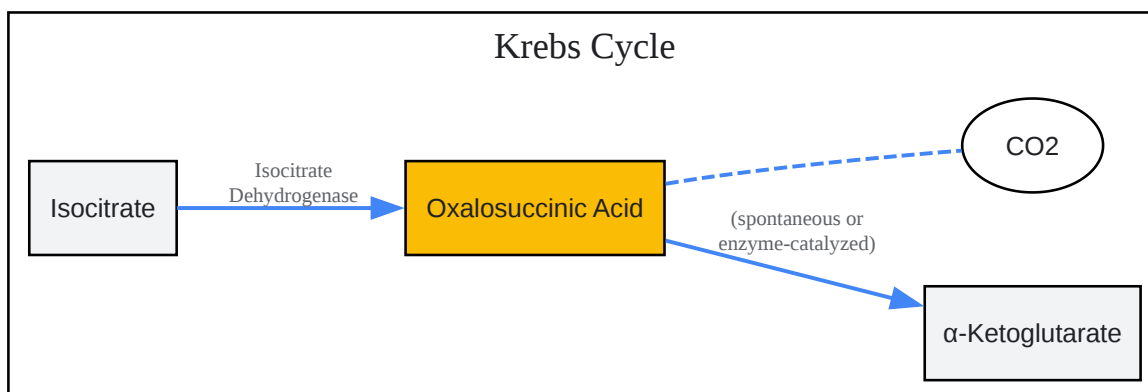 Krebs Cycle
CO2
Isocitrate
Dehydrogenase
Isocitrate
Oxalosuccinic Acid
(spontaneous or
enzyme-catalyzed)
α-Ketoglutarate